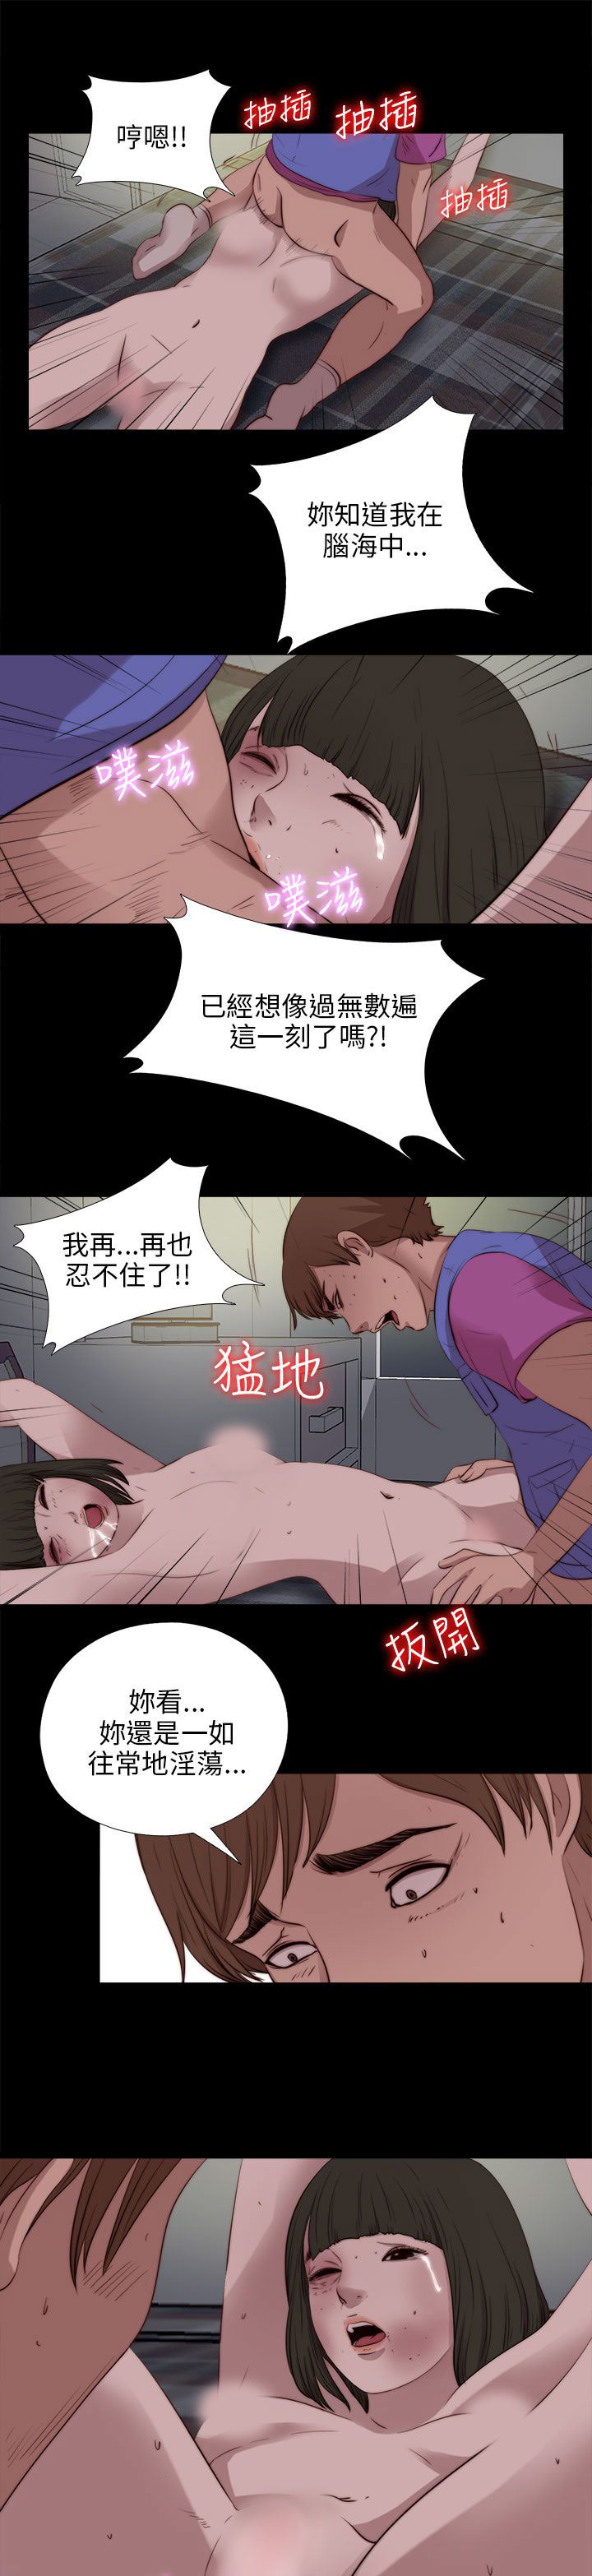 哼嗯!!
抽插
抽插
抽插
妳知道我在
腦海中...
噗滋
噗滋
已經想像過無數遍
這一刻了嗎?!
我再...再也
忍不住了!!
猛地
扳開
妳看...
妳還是一如
往常地淫蕩...